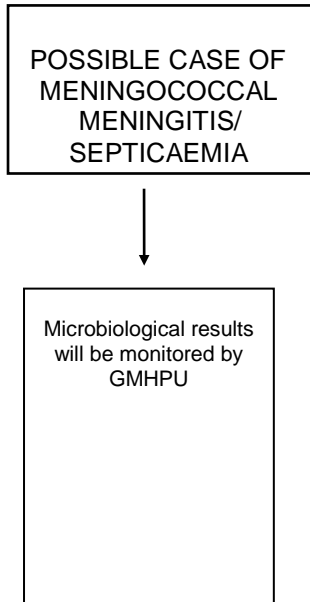 POSSIBLE CASE OF
MENINGOCOCCAL
MENINGITIS/
SEPTICAEMIA
Microbiological results
will be monitored by
GMHPU